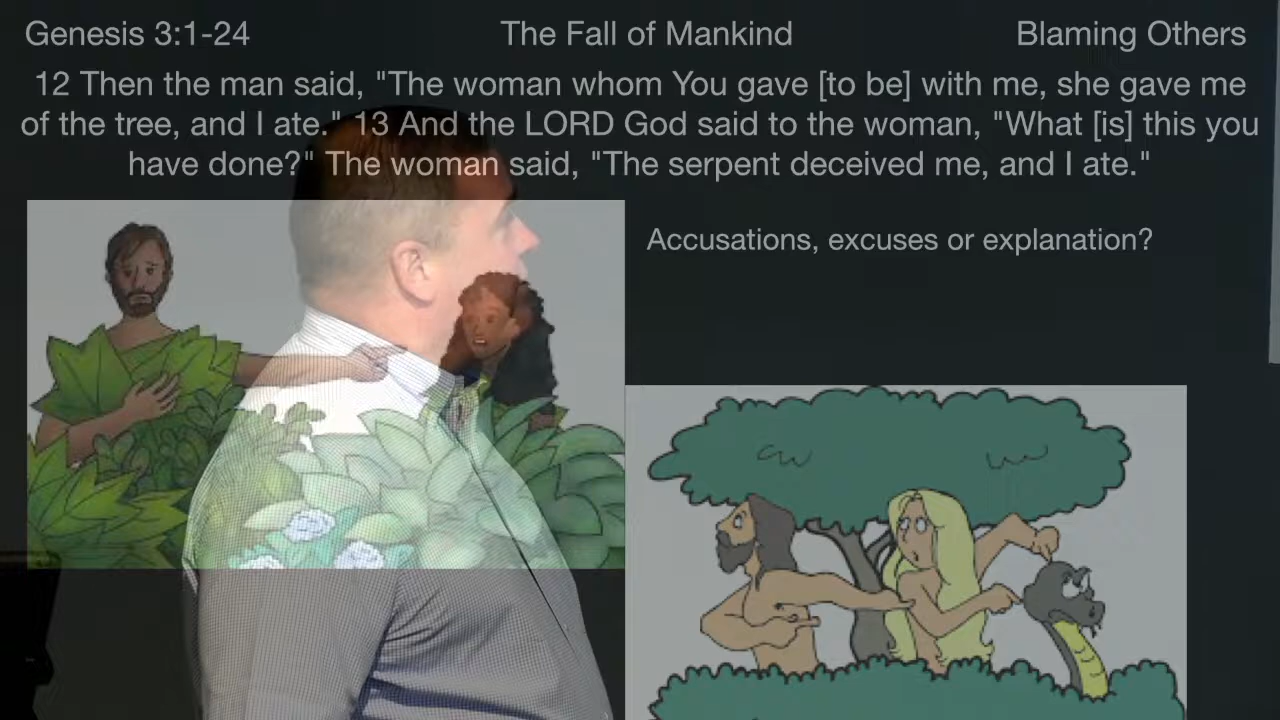 Genesis 3:1-24 The Fall of Mankind Blaming Others
12 Then the man said, "The woman whom You gave [to be] with me, she gave me
of the tree, and I ate." 13 And the LORD God said to the woman, "What [is] this you
have done?" The woman said, "The serpent deceived me, and I ate."
Accusations, excuses or explanation?